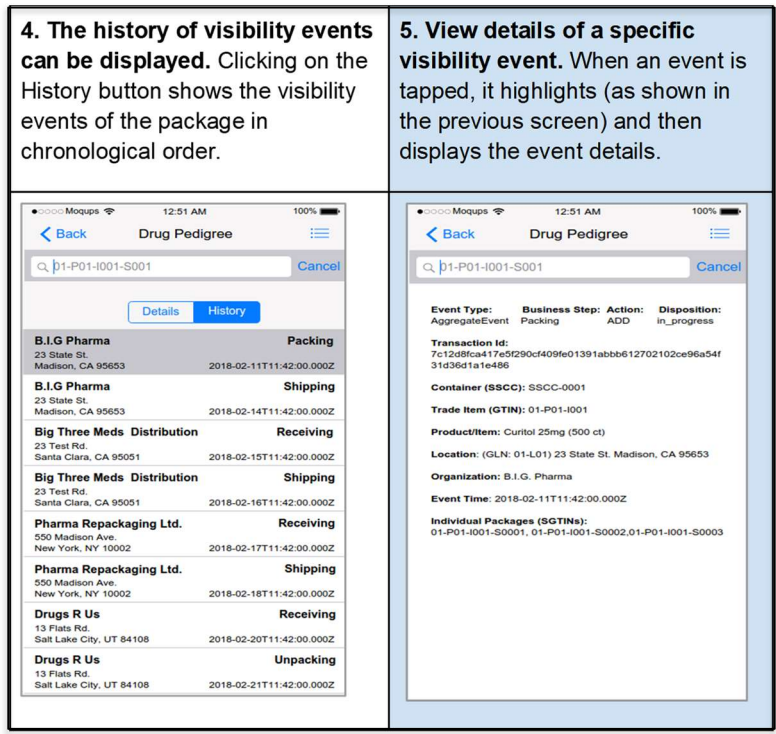 4. The history of visibility events
can be displayed. Clicking on the
History button shows the visibility
events of the package in
chronological order.
Moqups 12:51 AM 100%
Back Drug Pedigree
01-P01-I001-S001 Cancel
Details History
B.I.G Pharma Packing
23 State St.
Madison, CA 95653 2018-02-11T11:42:00.000Z
B.I.G Pharma Shipping
23 State St.
Madison, CA 95653 2018-02-14T11:42:00.000Z
Big Three Meds Distribution Receiving
23 Test Rd.
Santa Clara, CA 95051 2018-02-15T11:42:00.000Z
Big Three Meds Distribution Shipping
23 Test Rd.
Santa Clara, CA 95051 2018-02-16T11:42:00.000Z
Pharma Repackaging Ltd. Receiving
550 Madison Ave.
New York, NY 10002 2018-02-17T11:42:00.000Z
Pharma Repackaging Ltd. Shipping
550 Madison Ave.
New York, NY 10002 2018-02-18T11:42:00.000Z
Drugs R Us Receiving
13 Flats Rd.
Salt Lake City, UT 84108 2018-02-20T11:42:00.000Z
Drugs R Us Unpacking
13 Flats Rd.
Salt Lake City, UT 84108 2018-02-21T11:42:00.000Z
5. View details of a specific
visibility event. When an event is
tapped, it highlights (as shown in
the previous screen) and then
displays the event details.
Moqups 12:51 AM 100%
Back Drug Pedigree
01-P01-I001-S001 Cancel
Event Type: Business Step: Action: Disposition:
AggregateEvent Packing ADD in_progress
Transaction Id:
7c12d8fca417e5f290cf409fe01391abbb612702102ce96a54f
31d36d1a1e486
Container (SSCC): SSCC-0001
Trade Item (GTIN): 01-P01-I001
Product/Item: Curitol 25mg (500 ct)
Location: (GLN: 01-L01) 23 State St. Madison, CA 95653
Organization: B.I.G. Pharma
Event Time: 2018-02-11T11:42:00.000Z
Individual Packages (SGTINs):
01-P01-I001-S0001, 01-P01-I001-S0002,01-P01-I001-S0003